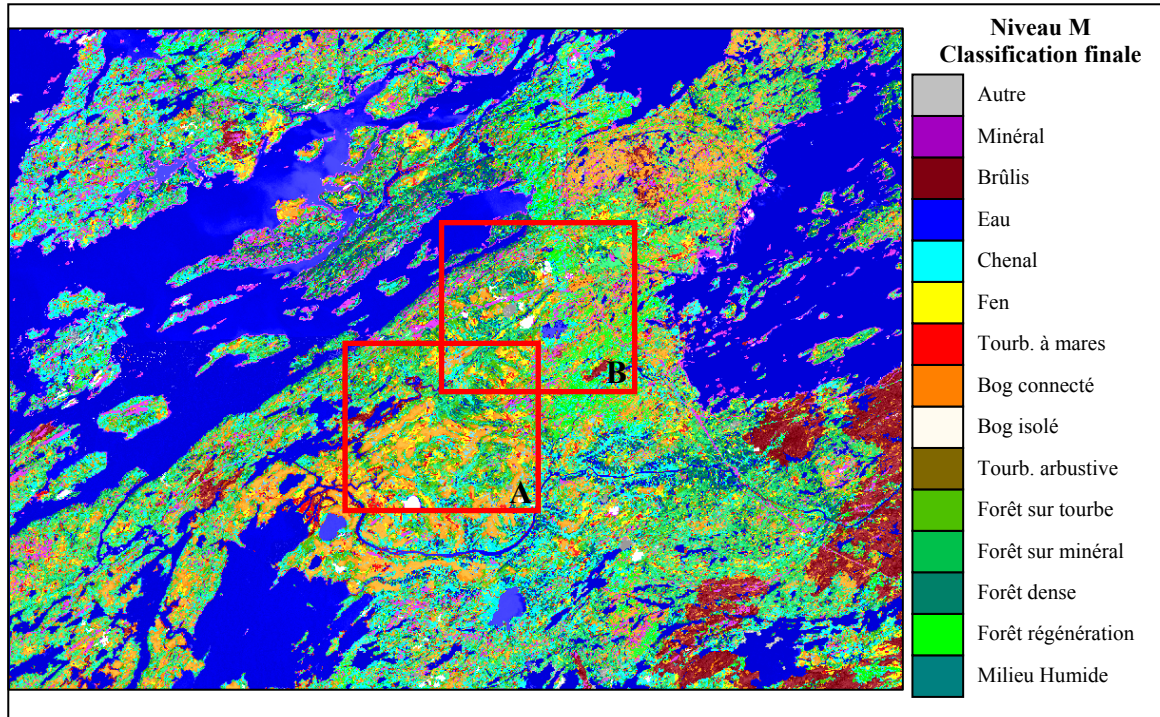 Niveau M
Classification finale
Autre
Minéral
Brûlis
Eau
Chenal
Fen
Tourb. à mares
Bog connecté
Bog isolé
Tourb. arbustive
Forêt sur tourbe
Forêt sur minéral
Forêt dense
Forêt régénération
Milieu Humide
B
A